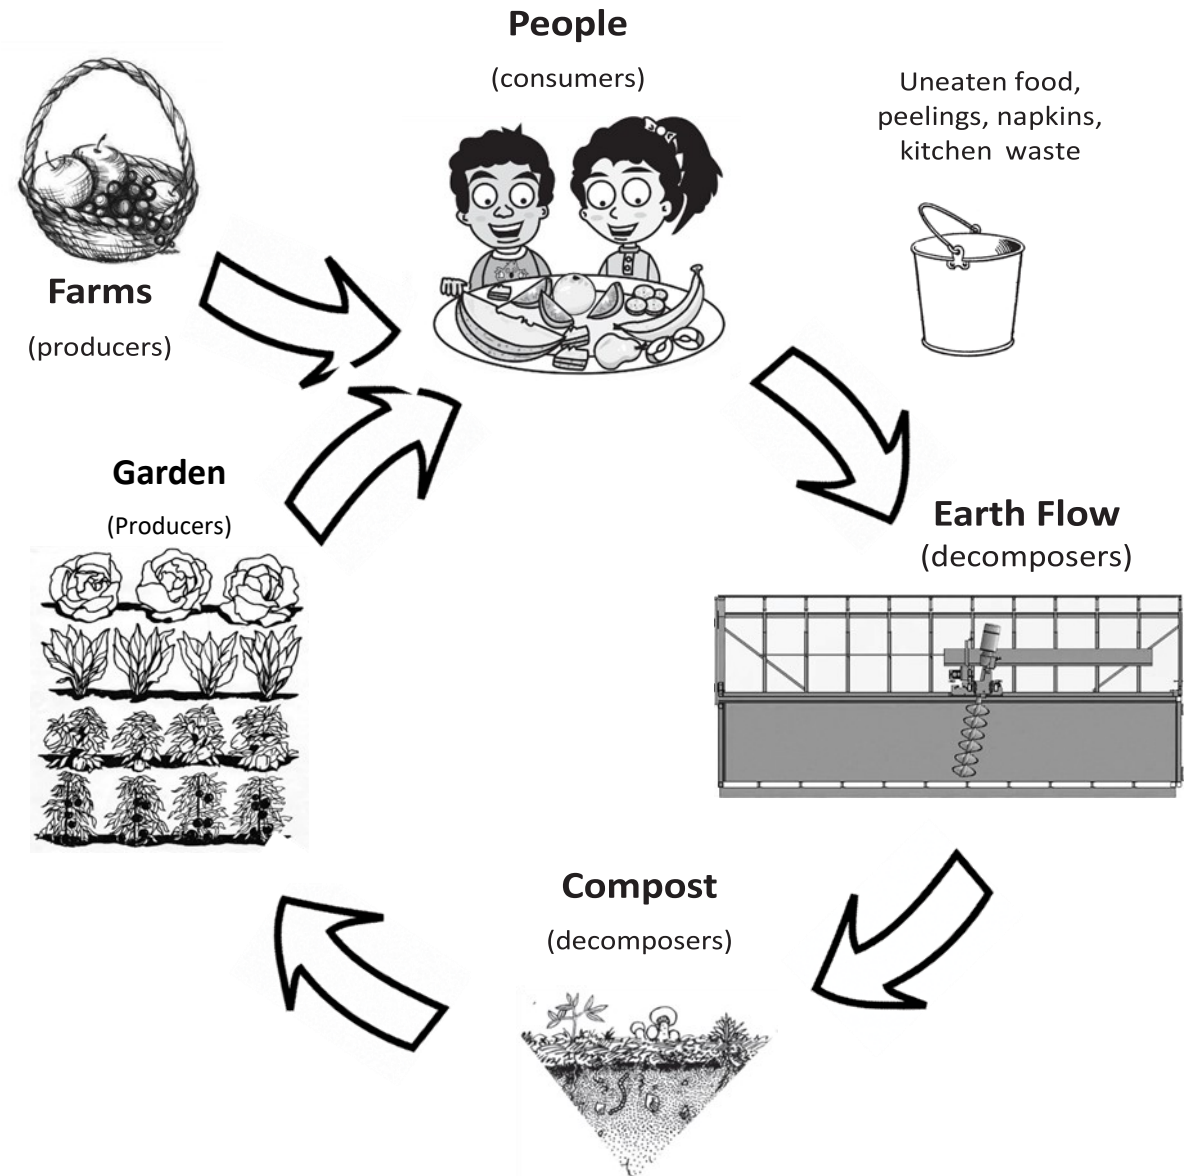 People
(consumers)
Uneaten food,
peelings, napkins,
kitchen waste
Farms
(producers)
Garden
(Producers)
Earth Flow
(decomposers)
Compost
(decomposers)